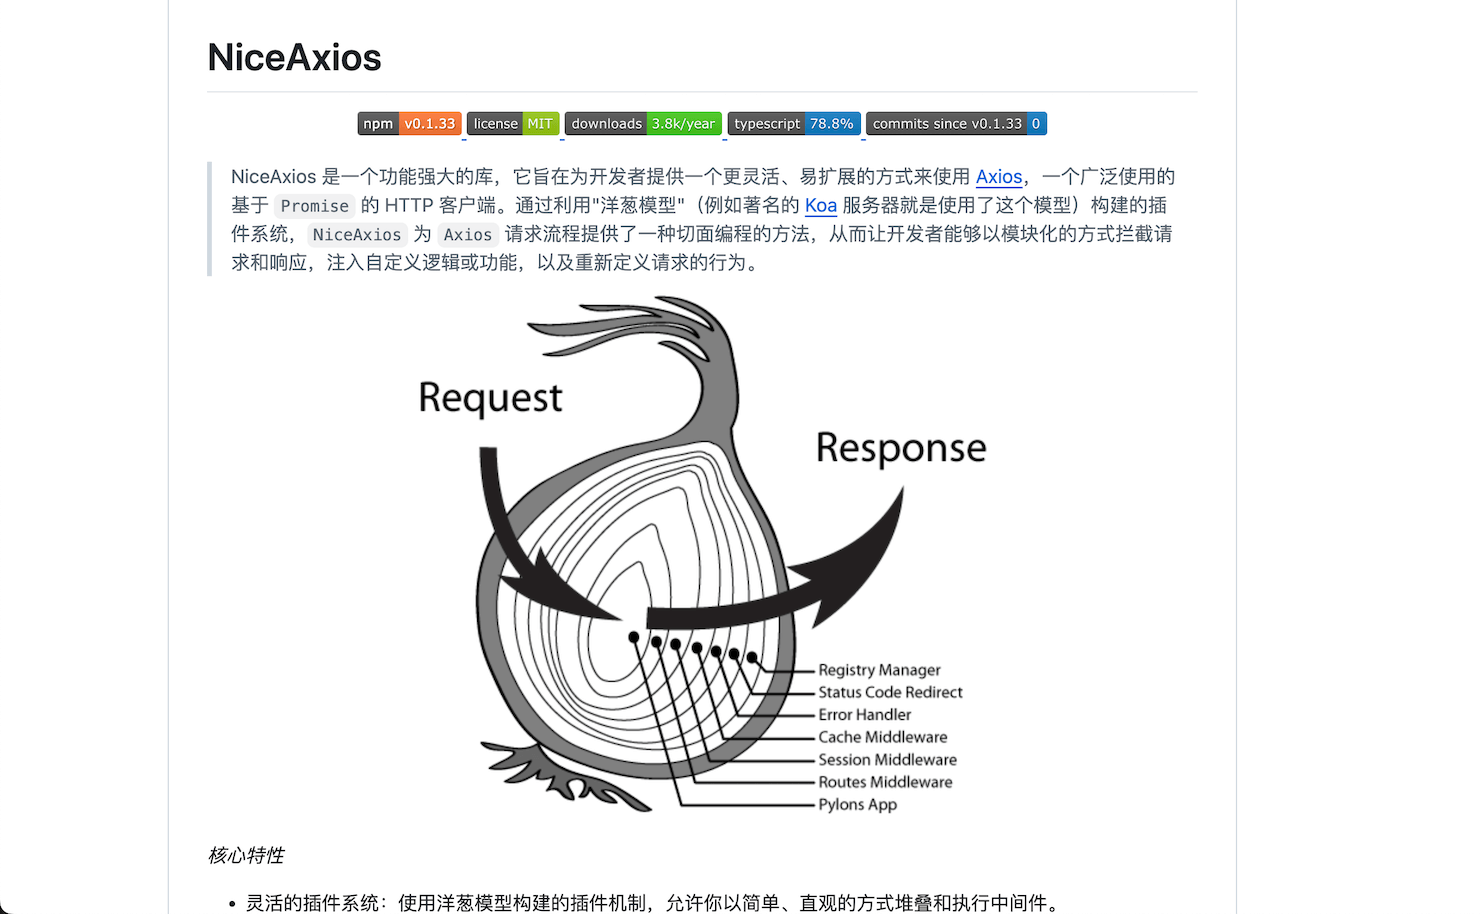 NiceAxios
npm v0.1.33 license MIT downloads 3.8k/year typescript 78.8% commits since v0.1.33 0
NiceAxios 是一个功能强大的库，它旨在为开发者提供一个更灵活、易扩展的方式来使用 Axios，一个广泛使用的
基于 Promise 的 HTTP 客户端。通过利用"洋葱模型"（例如著名的 Koa 服务器就是使用了这个模型）构建的插
件系统，NiceAxios 为 Axios 请求流程提供了一种切面编程的方法，从而让开发者能够以模块化的方式拦截请
求和响应，注入自定义逻辑或功能，以及重新定义请求的行为。
Request
Response
Registry Manager
Status Code Redirect
Error Handler
Cache Middleware
Session Middleware
Routes Middleware
Pylons App
核心特性
• 灵活的插件系统：使用洋葱模型构建的插件机制，允许你以简单、直观的方式堆叠和执行中间件。